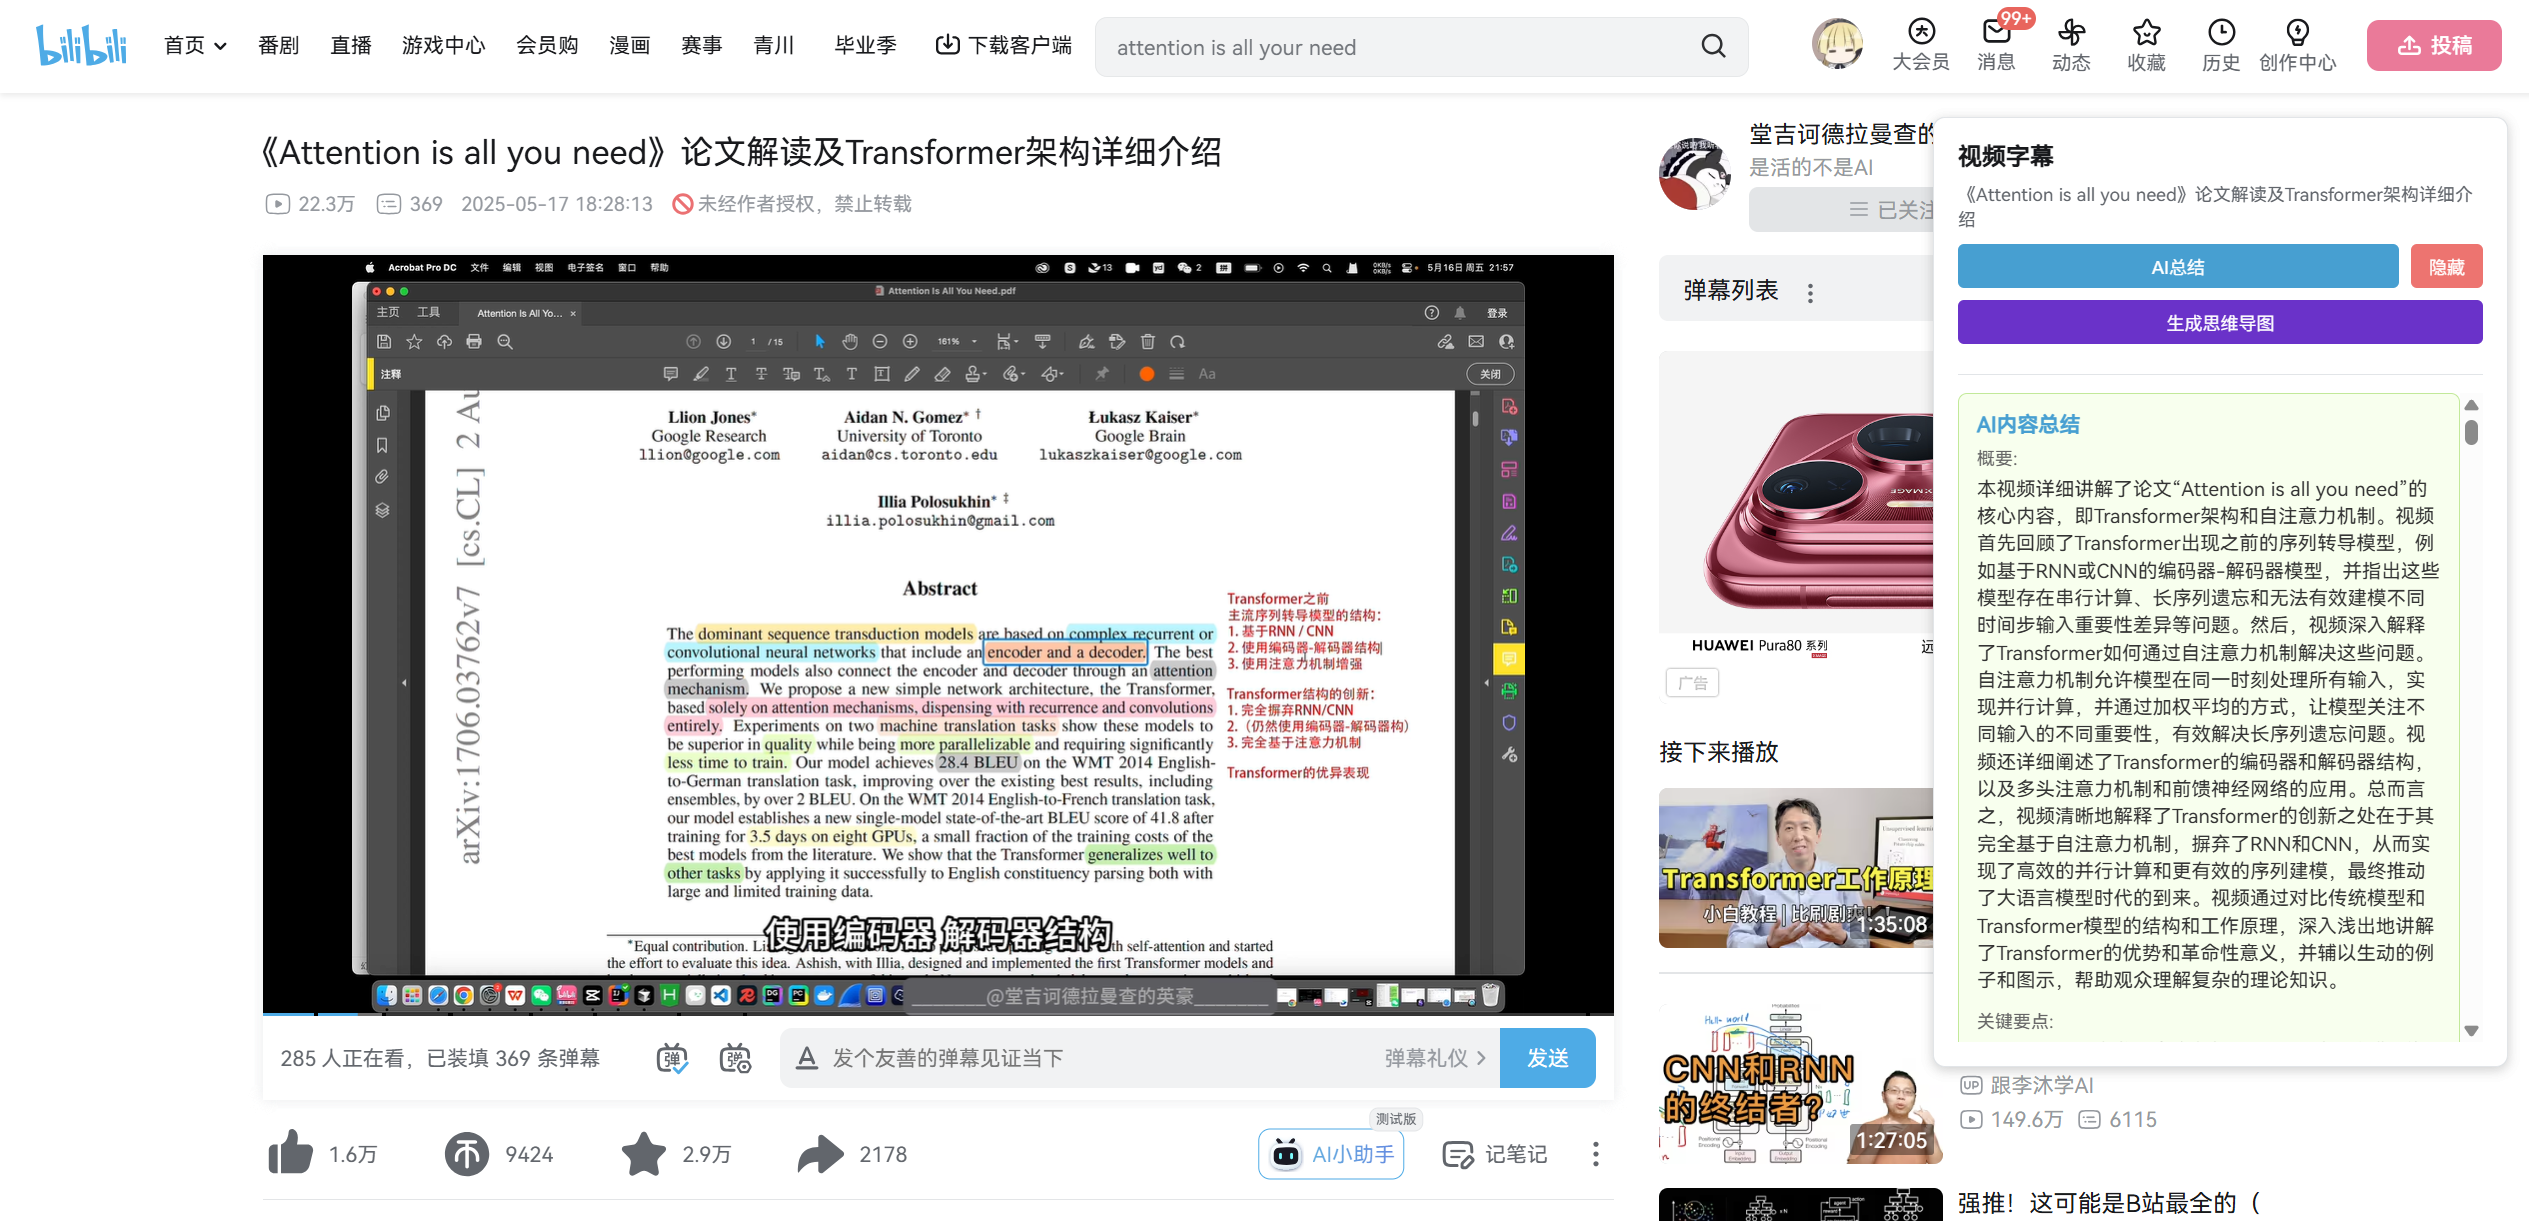 bilibili
首页
番剧
直播
游戏中心
会员购
漫画
赛事
青川
毕业季
下载客户端
attention is all your need
大会员
99+
消息
动态
收藏
历史
创作中心
投稿
《Attention is all you need》论文解读及Transformer架构详细介绍
22.3万 369 2025-05-17 18:28:13 未经作者授权，禁止转载
Acrobat Pro DC 文件 编辑 视图 电子签名 窗口 帮助
5月16日 周五 21:57
Attention Is All You Need.pdf
主页 工具 Attention Is All Yo... ×
登录
1 / 15
161%
注释
关闭
arXiv:1706.03762v7 [cs.CL] 2 Au
Llion Jones* Aidan N. Gomez* † Łukasz Kaiser*
Google Research University of Toronto Google Brain
llion@google.com aidan@cs.toronto.edu lukaszkaiser@google.com
Illia Polosukhin* ‡
illia.polosukhin@gmail.com
Abstract
The dominant sequence transduction models are based on complex recurrent or
convolutional neural networks that include an encoder and a decoder. The best
performing models also connect the encoder and decoder through an attention
mechanism. We propose a new simple network architecture, the Transformer,
based solely on attention mechanisms, dispensing with recurrence and convolutions
entirely. Experiments on two machine translation tasks show these models to
be superior in quality while being more parallelizable and requiring significantly
less time to train. Our model achieves 28.4 BLEU on the WMT 2014 English-
to-German translation task, improving over the existing best results, including
ensembles, by over 2 BLEU. On the WMT 2014 English-to-French translation task,
our model establishes a new single-model state-of-the-art BLEU score of 41.8 after
training for 3.5 days on eight GPUs, a small fraction of the training costs of the
best models from the literature. We show that the Transformer generalizes well to
other tasks by applying it successfully to English constituency parsing both with
large and limited training data.
Transformer之前
主流序列转导模型的结构：
1. 基于RNN / CNN
2. 使用编码器-解码器结构
3. 使用注意力机制增强
Transformer结构的创新：
1. 完全摒弃RNN/CNN
2.（仍然使用编码器-解码器构）
3. 完全基于注意力机制
Transformer的优异表现
使用编码器 解码器结构
*Equal contribution. Li
th self-attention and started
the effort to evaluate this idea. Ashish, with Illia, designed and implemented the first Transformer models and
@堂吉诃德拉曼查的英豪
285 人正在看，已装填 369 条弹幕
发个友善的弹幕见证当下
弹幕礼仪
发送
1.6万
9424
2.9万
2178
测试版
AI小助手
记笔记
堂吉诃德拉曼查的
是活的不是AI
已关注
弹幕列表
HUAWEI Pura80 系列
远
广告
接下来播放
Transformer工作原理
小白教程 | 比刷剧爽!
1:35:08
Hello world
CNN和RNN
的终结者?
1:27:05
跟李沐学AI
149.6万 6115
强推！这可能是B站最全的（
视频字幕
《Attention is all you need》论文解读及Transformer架构详细介
绍
AI总结
隐藏
生成思维导图
AI内容总结
概要:
本视频详细讲解了论文“Attention is all you need”的
核心内容，即Transformer架构和自注意力机制。视频
首先回顾了Transformer出现之前的序列转导模型，例
如基于RNN或CNN的编码器-解码器模型，并指出这些
模型存在串行计算、长序列遗忘和无法有效建模不同
时间步输入重要性差异等问题。然后，视频深入解释
了Transformer如何通过自注意力机制解决这些问题。
自注意力机制允许模型在同一时刻处理所有输入，实
现并行计算，并通过加权平均的方式，让模型关注不
同输入的不同重要性，有效解决长序列遗忘问题。视
频还详细阐述了Transformer的编码器和解码器结构，
以及多头注意力机制和前馈神经网络的应用。总而言
之，视频清晰地解释了Transformer的创新之处在于其
完全基于自注意力机制，摒弃了RNN和CNN，从而实
现了高效的并行计算和更有效的序列建模，最终推动
了大语言模型时代的到来。视频通过对比传统模型和
Transformer模型的结构和工作原理，深入浅出地讲解
了Transformer的优势和革命性意义，并辅以生动的例
子和图示，帮助观众理解复杂的理论知识。
关键要点: